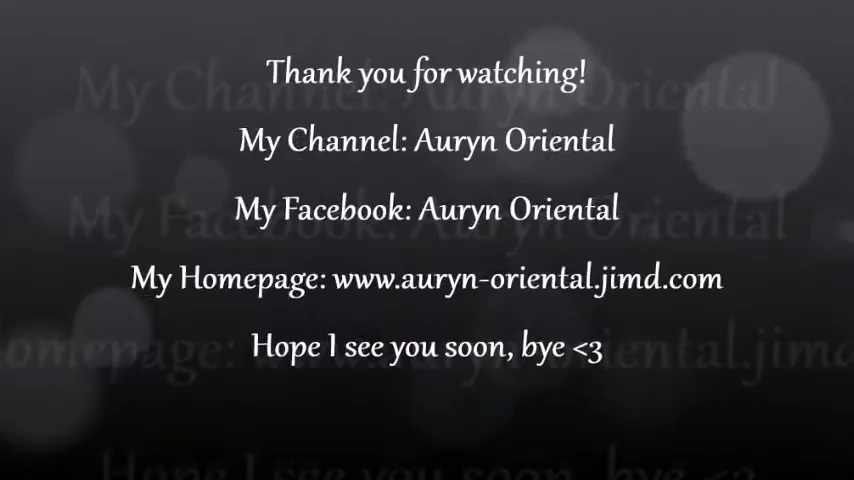 Thank you for watching!
My Channel: Auryn Oriental
My Facebook: Auryn Oriental
My Homepage: www.auryn-oriental.jimd.com
Hope I see you soon, bye <3